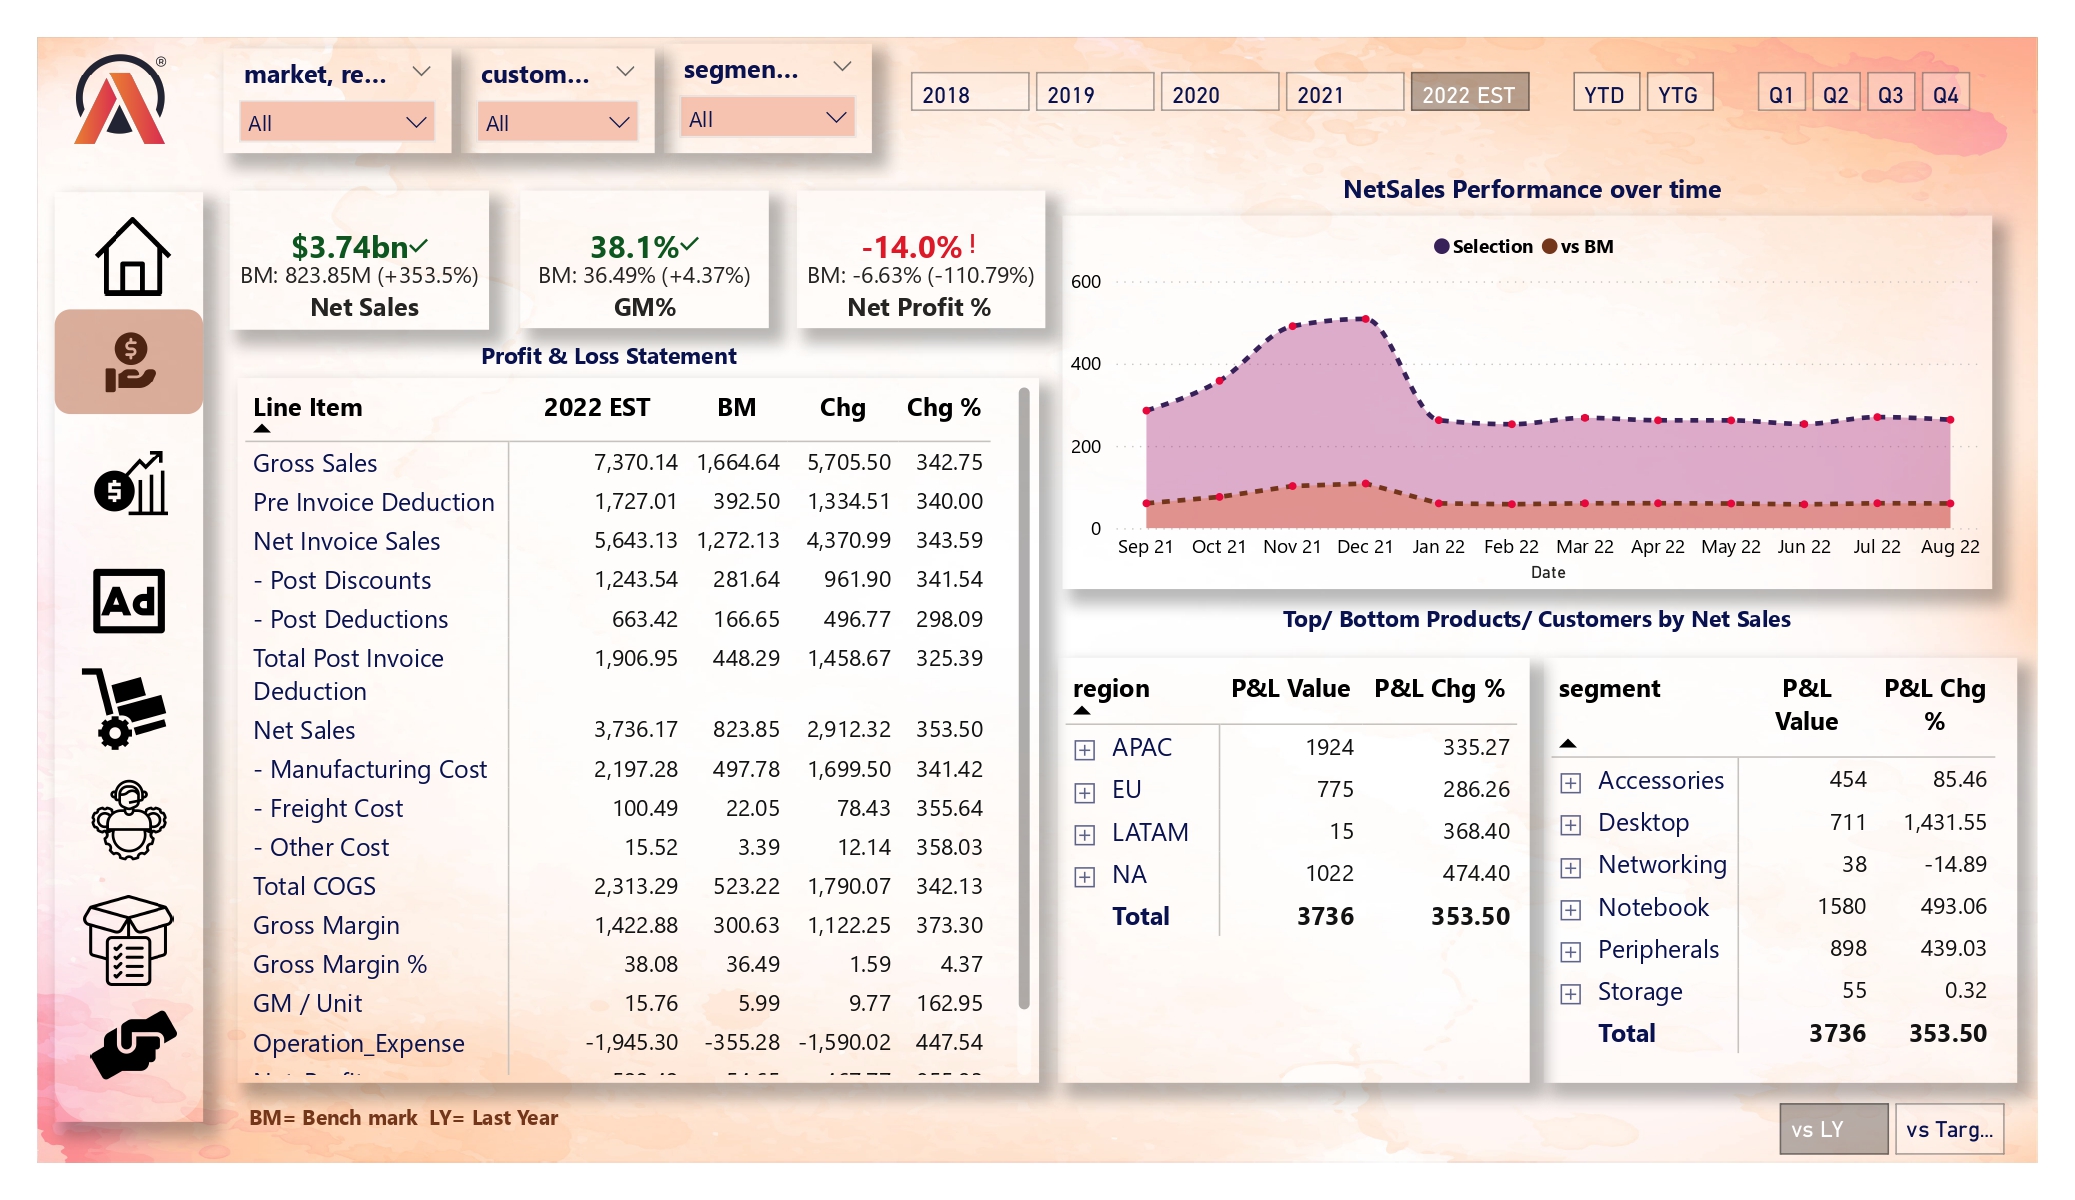 ®
market, re...
All
custom...
All
segmen...
All
2018 2019 2020 2021 2022 EST YTD YTG Q1 Q2 Q3 Q4
$3.74bn
BM: 823.85M (+353.5%)
Net Sales
38.1%
BM: 36.49% (+4.37%)
GM%
-14.0% !
BM: -6.63% (-110.79%)
Net Profit %
Profit & Loss Statement
Line Item 2022 EST BM Chg Chg %
Gross Sales 7,370.14 1,664.64 5,705.50 342.75
Pre Invoice Deduction 1,727.01 392.50 1,334.51 340.00
Net Invoice Sales 5,643.13 1,272.13 4,370.99 343.59
- Post Discounts 1,243.54 281.64 961.90 341.54
- Post Deductions 663.42 166.65 496.77 298.09
Total Post Invoice 1,906.95 448.29 1,458.67 325.39
Deduction
Net Sales 3,736.17 823.85 2,912.32 353.50
- Manufacturing Cost 2,197.28 497.78 1,699.50 341.42
- Freight Cost 100.49 22.05 78.43 355.64
- Other Cost 15.52 3.39 12.14 358.03
Total COGS 2,313.29 523.22 1,790.07 342.13
Gross Margin 1,422.88 300.63 1,122.25 373.30
Gross Margin % 38.08 36.49 1.59 4.37
GM / Unit 15.76 5.99 9.77 162.95
Operation_Expense -1,945.30 -355.28 -1,590.02 447.54
BM= Bench mark LY= Last Year
NetSales Performance over time
Selection vs BM
600
400
200
0
Sep 21 Oct 21 Nov 21 Dec 21 Jan 22 Feb 22 Mar 22 Apr 22 May 22 Jun 22 Jul 22 Aug 22
Date
Top/ Bottom Products/ Customers by Net Sales
region P&L Value P&L Chg %
APAC 1924 335.27
EU 775 286.26
LATAM 15 368.40
NA 1022 474.40
Total 3736 353.50
segment P&L P&L Chg
Value %
Accessories 454 85.46
Desktop 711 1,431.55
Networking 38 -14.89
Notebook 1580 493.06
Peripherals 898 439.03
Storage 55 0.32
Total 3736 353.50
vs LY vs Targ...
Ad